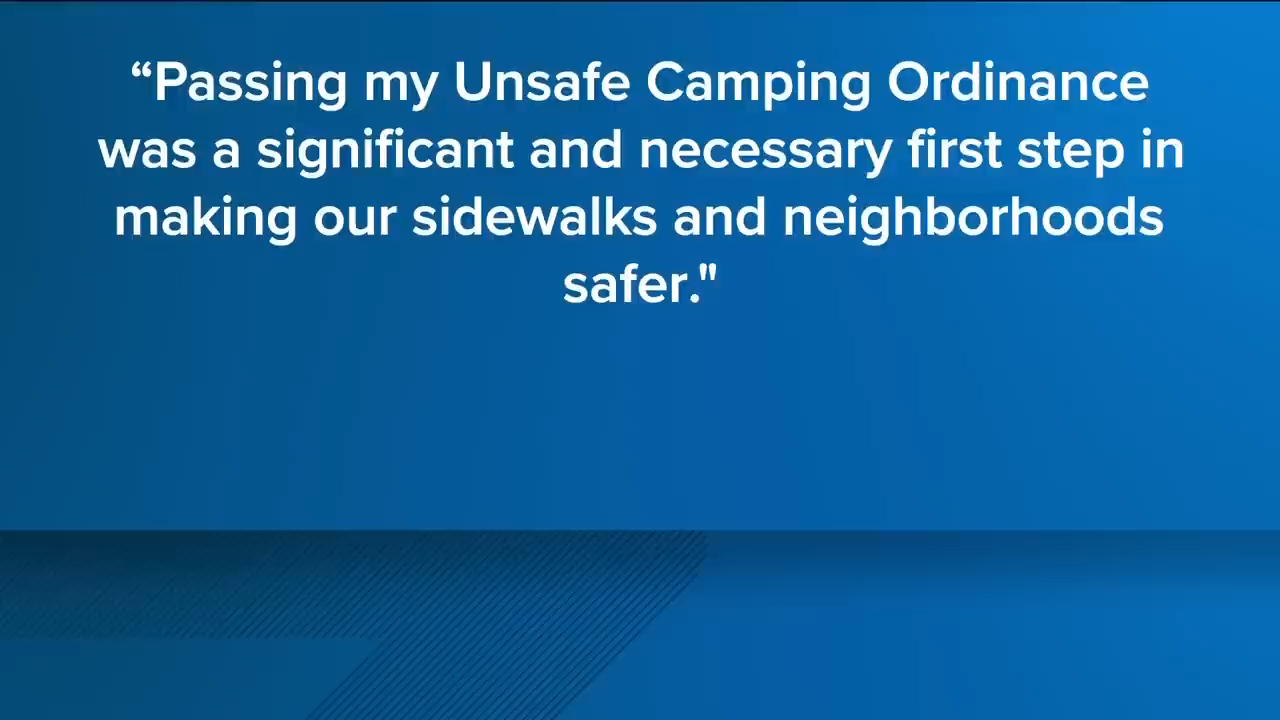 “Passing my Unsafe Camping Ordinance
was a significant and necessary first step in
making our sidewalks and neighborhoods
safer."